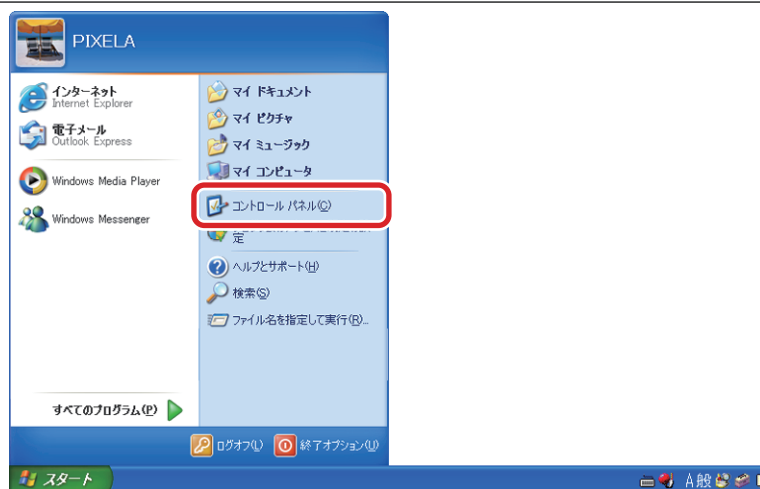 PIXELA
インターネット
Internet Explorer
電子メール
Outlook Express
Windows Media Player
Windows Messenger
すべてのプログラム(P)
マイ ドキュメント
マイ ピクチャ
マイ ミュージック
マイ コンピュータ
コントロール パネル(C)
定
ヘルプとサポート(H)
検索(S)
ファイル名を指定して実行(R)...
ログオフ(L)
終了オプション(U)
スタート
A 般